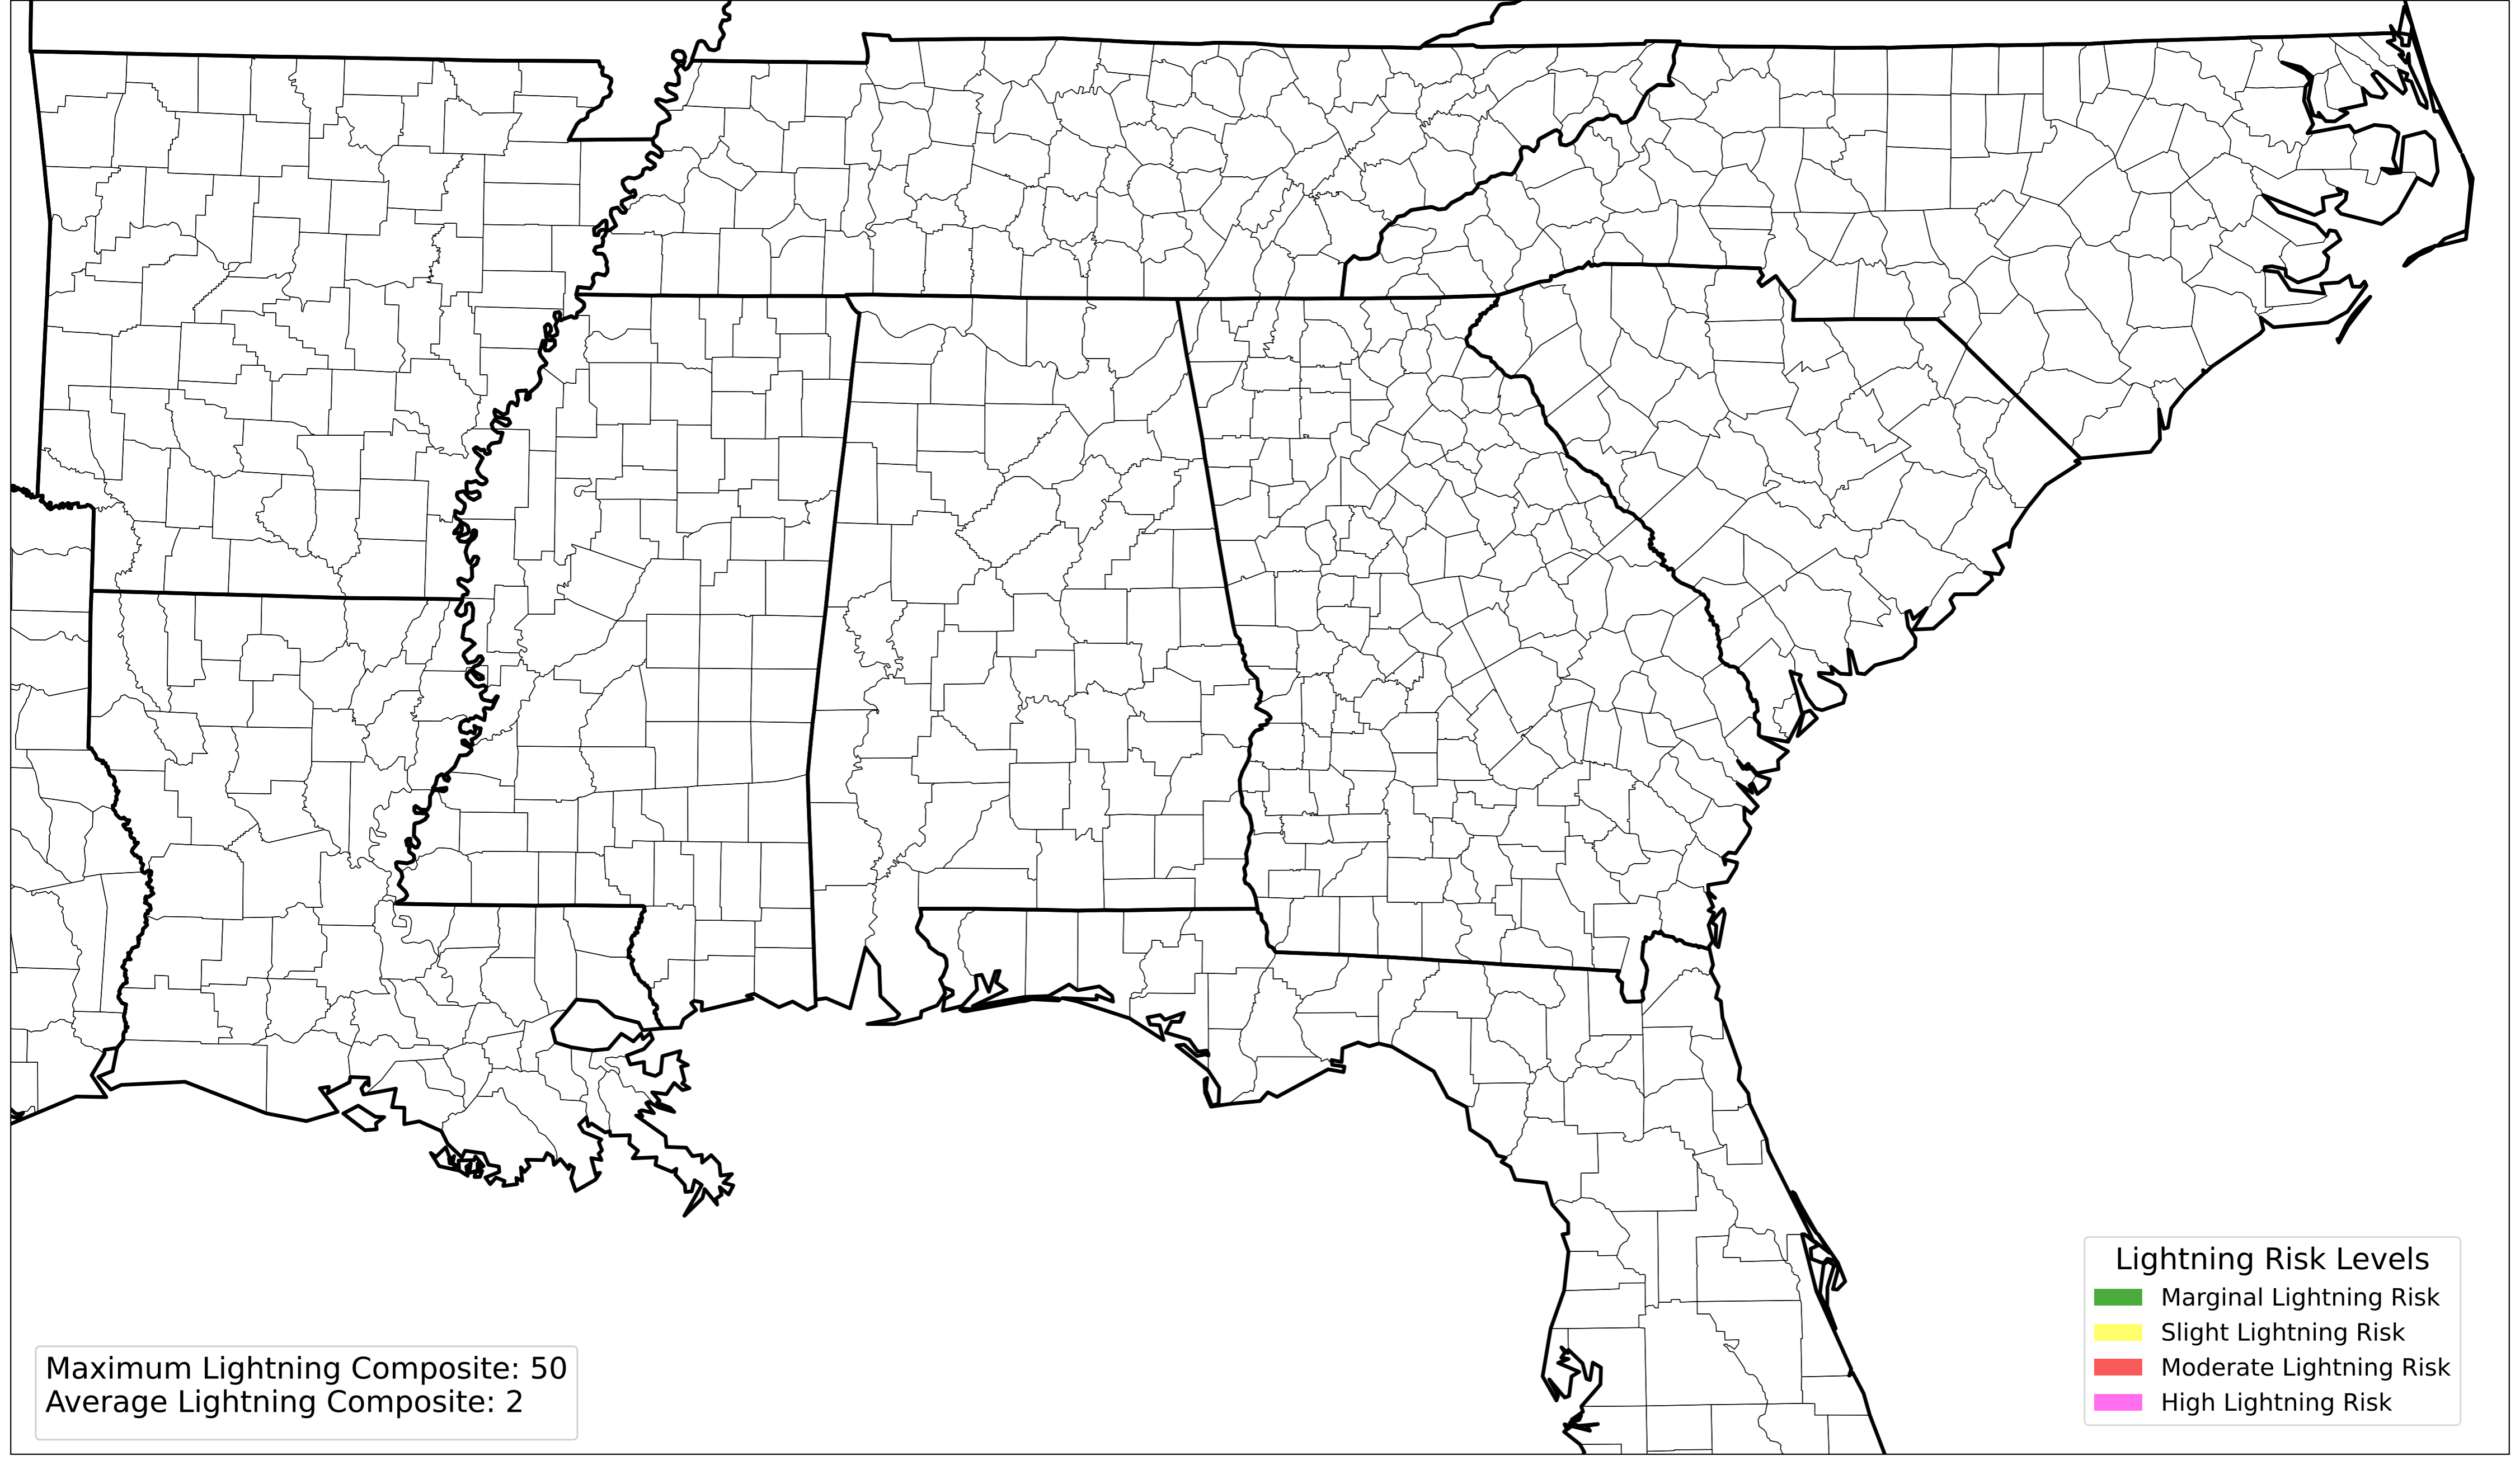 Lightning Risk Levels
Marginal Lightning Risk
Slight Lightning Risk
Moderate Lightning Risk
High Lightning Risk
Maximum Lightning Composite: 50
Average Lightning Composite: 2